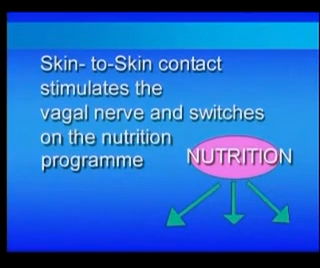 Skin- to-Skin contact
stimulates the
vagal nerve and switches
on the nutrition
programme
NUTRITION